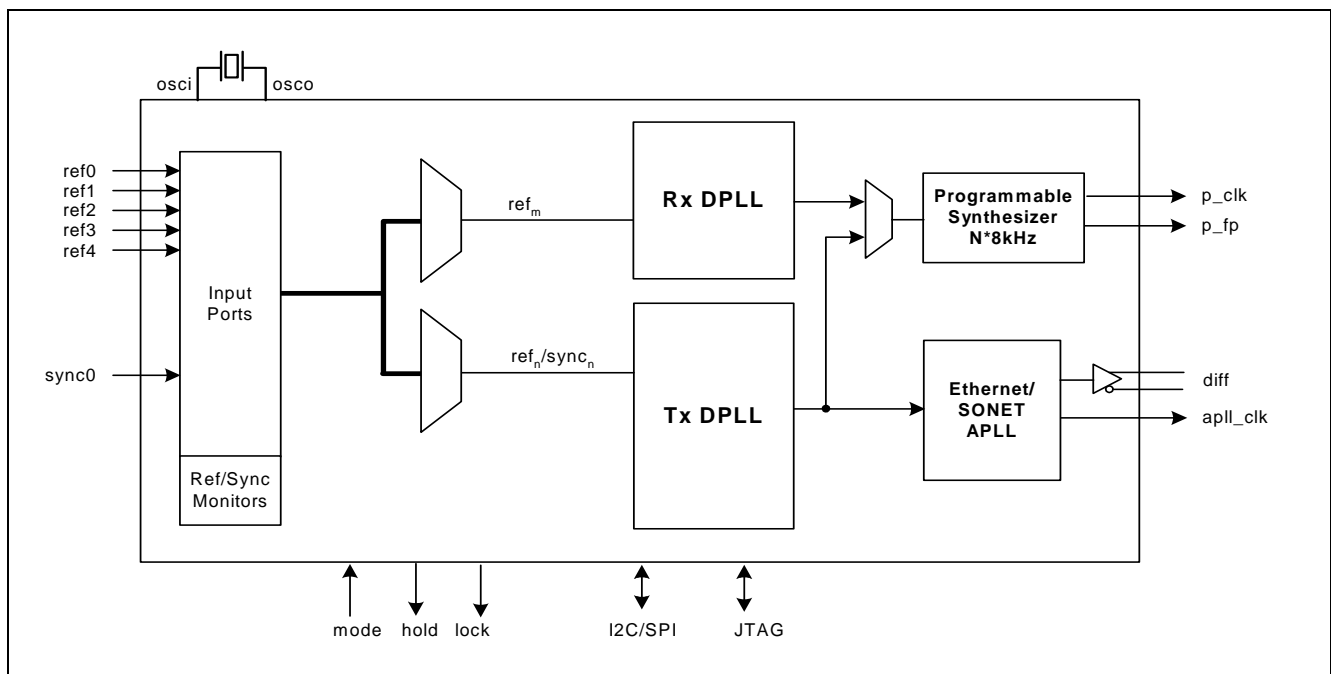 osci
osco
ref0
ref1
ref2
ref3
ref4
sync0
Input
Ports
Ref/Sync
Monitors
refm
refn/syncn
Rx DPLL
Tx DPLL
Programmable
Synthesizer
N*8kHz
Ethernet/
SONET
APLL
p_clk
p_fp
diff
apll_clk
mode
hold
lock
I2C/SPI
JTAG